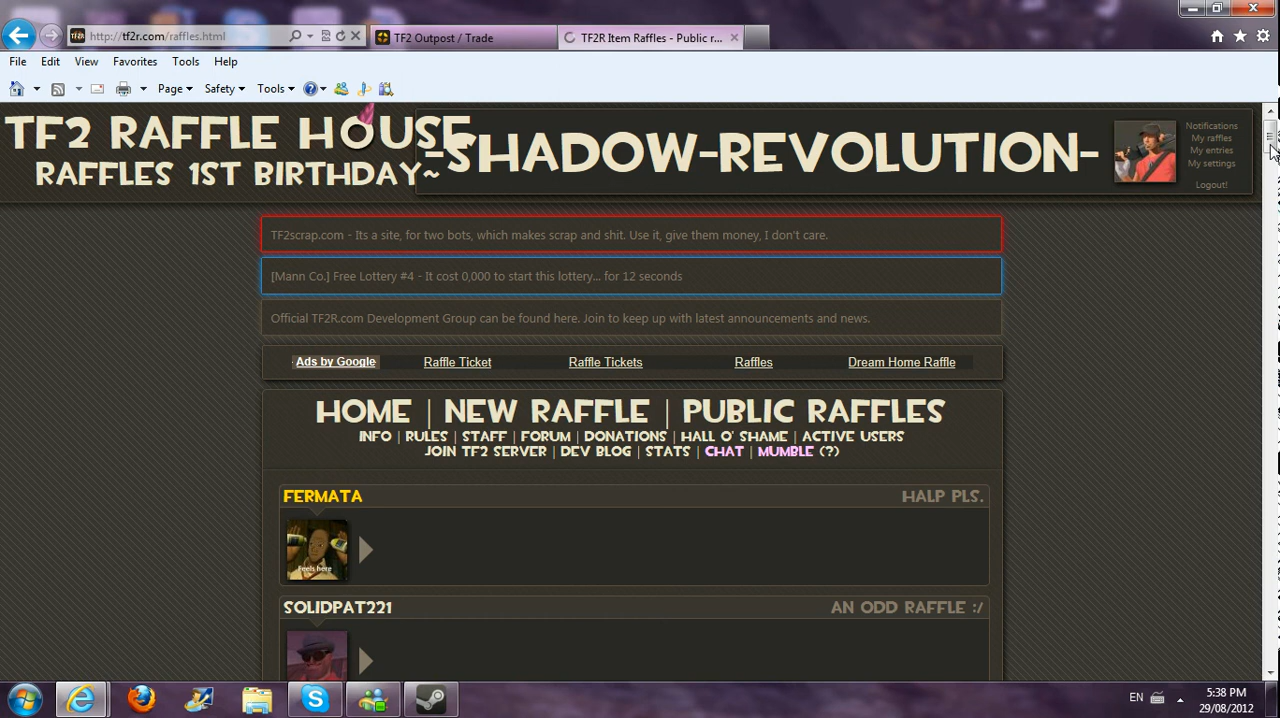 http://tf2r.com/raffles.html
TF2 Outpost / Trade
TF2R Item Raffles - Public r...
File Edit View Favorites Tools Help
Page Safety Tools
TF2 RAFFLE HOUSE
RAFFLES 1ST BIRTHDAY~
-SHADOW-REVOLUTION-
Notifications
My raffles
My entries
My settings
Logout!
TF2scrap.com - Its a site, for two bots, which makes scrap and shit. Use it, give them money, I don't care.
[Mann Co.] Free Lottery #4 - It cost 0,000 to start this lottery... for 12 seconds
Official TF2R.com Development Group can be found here. Join to keep up with latest announcements and news.
Ads by Google Raffle Ticket Raffle Tickets Raffles Dream Home Raffle
HOME | NEW RAFFLE | PUBLIC RAFFLES
INFO | RULES | STAFF | FORUM | DONATIONS | HALL O' SHAME | ACTIVE USERS
JOIN TF2 SERVER | DEV BLOG | STATS | CHAT | MUMBLE (?)
FERMATA HALP PLS.
Feels here
SOLIDPAT221 AN ODD RAFFLE :/
EN
5:38 PM
29/08/2012